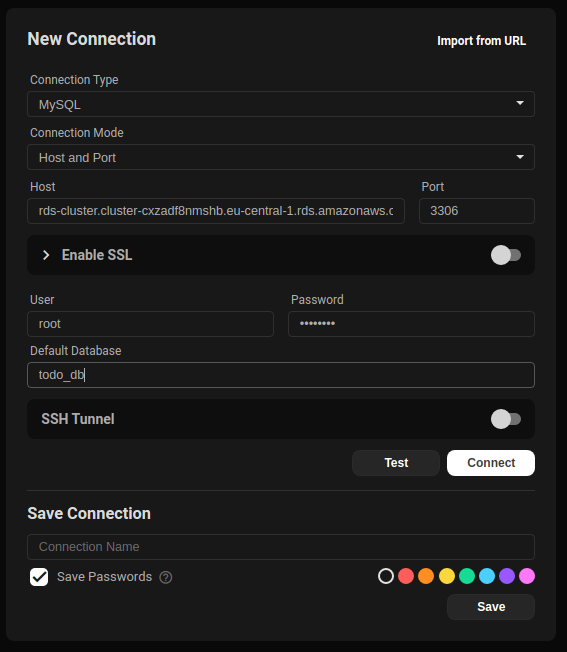 New Connection
Import from URL
Connection Type
MySQL
Connection Mode
Host and Port
Host Port
rds-cluster.cluster-cxzadf8nmshb.eu-central-1.rds.amazonaws.c 3306
Enable SSL
User Password
root ••••••••
Default Database
todo_db
SSH Tunnel
Test Connect
Save Connection
Connection Name
Save Passwords ?
Save